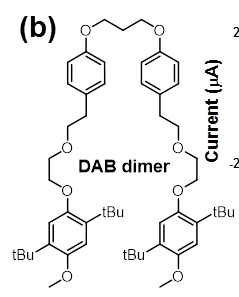 (b)
2
O O
Current (μA)
O O
-2
DAB dimer
O O
tBu tBu
tBu tBu
O O